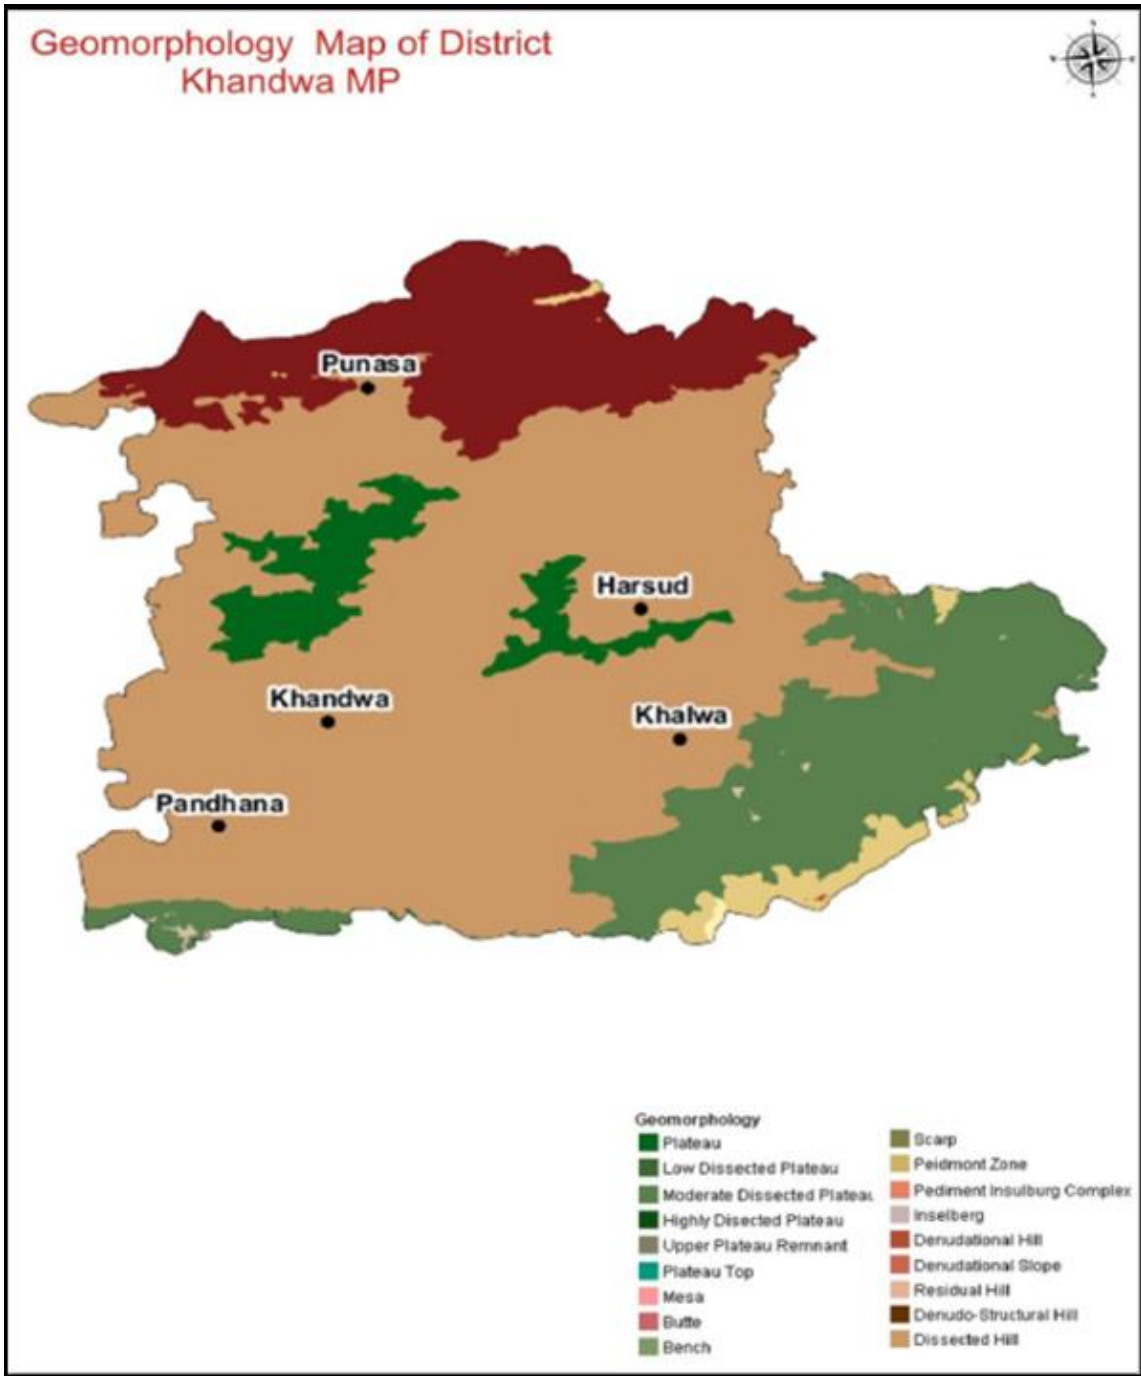 Geomorphology Map of District
Khandwa MP
Punasa
Harsud
Khandwa
Khalwa
Pandhana
Geomorphology
Plateau
Low Dissected Plateau
Moderate Dissected Plateau
Highly Disected Plateau
Upper Plateau Remnant
Plateau Top
Mesa
Butte
Bench
Scarp
Peidmont Zone
Pediment Insulburg Complex
Inselberg
Denudational Hill
Denudational Slope
Residual Hill
Denudo-Structural Hill
Dissected Hill